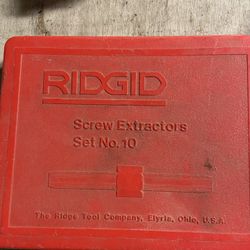 RIDGID
Screw Extractors
Set No. 10
The Ridge Tool Company, Elyria, Ohio, U.S.A.